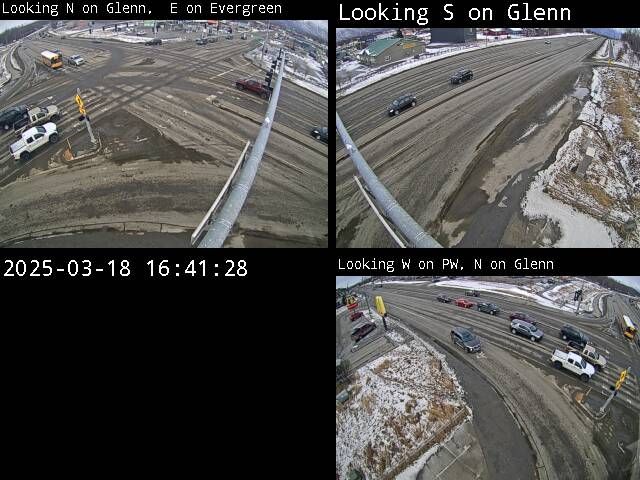 Looking N on Glenn,  E on Evergreen
Looking S on Glenn
2025-03-18 16:41:28
Looking W on PW, N on Glenn